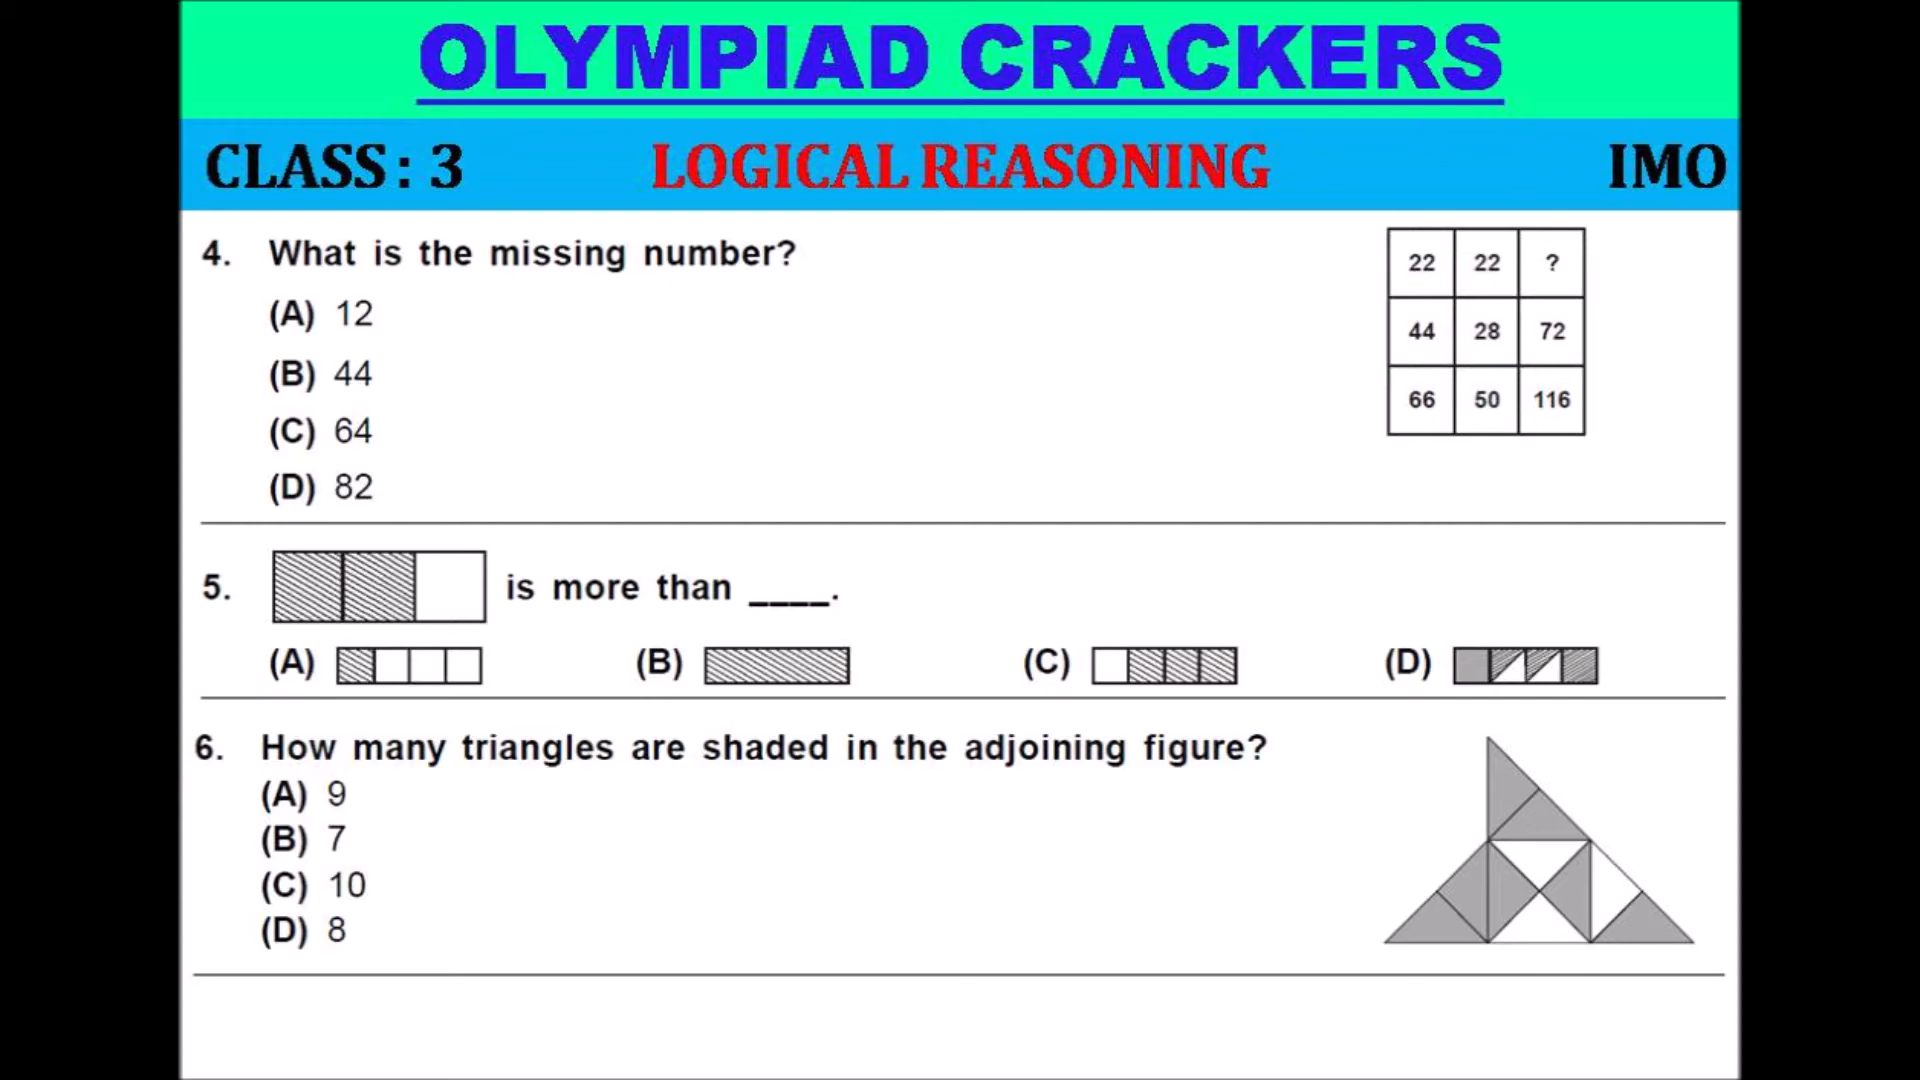 OLYMPIAD CRACKERS
CLASS : 3 LOGICAL REASONING IMO
4. What is the missing number?
(A) 12
(B) 44
(C) 64
(D) 82
22 22 ?
44 28 72
66 50 116
5. is more than ____.
(A) (B) (C) (D)
6. How many triangles are shaded in the adjoining figure?
(A) 9
(B) 7
(C) 10
(D) 8